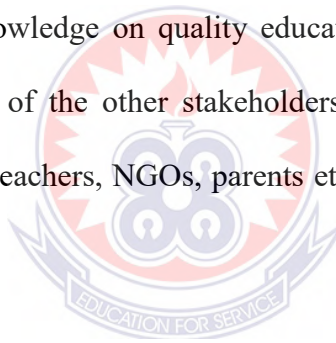 owledge on quality educat
of the other stakeholders
eachers, NGOs, parents et
EDUCATION FOR SERVICE